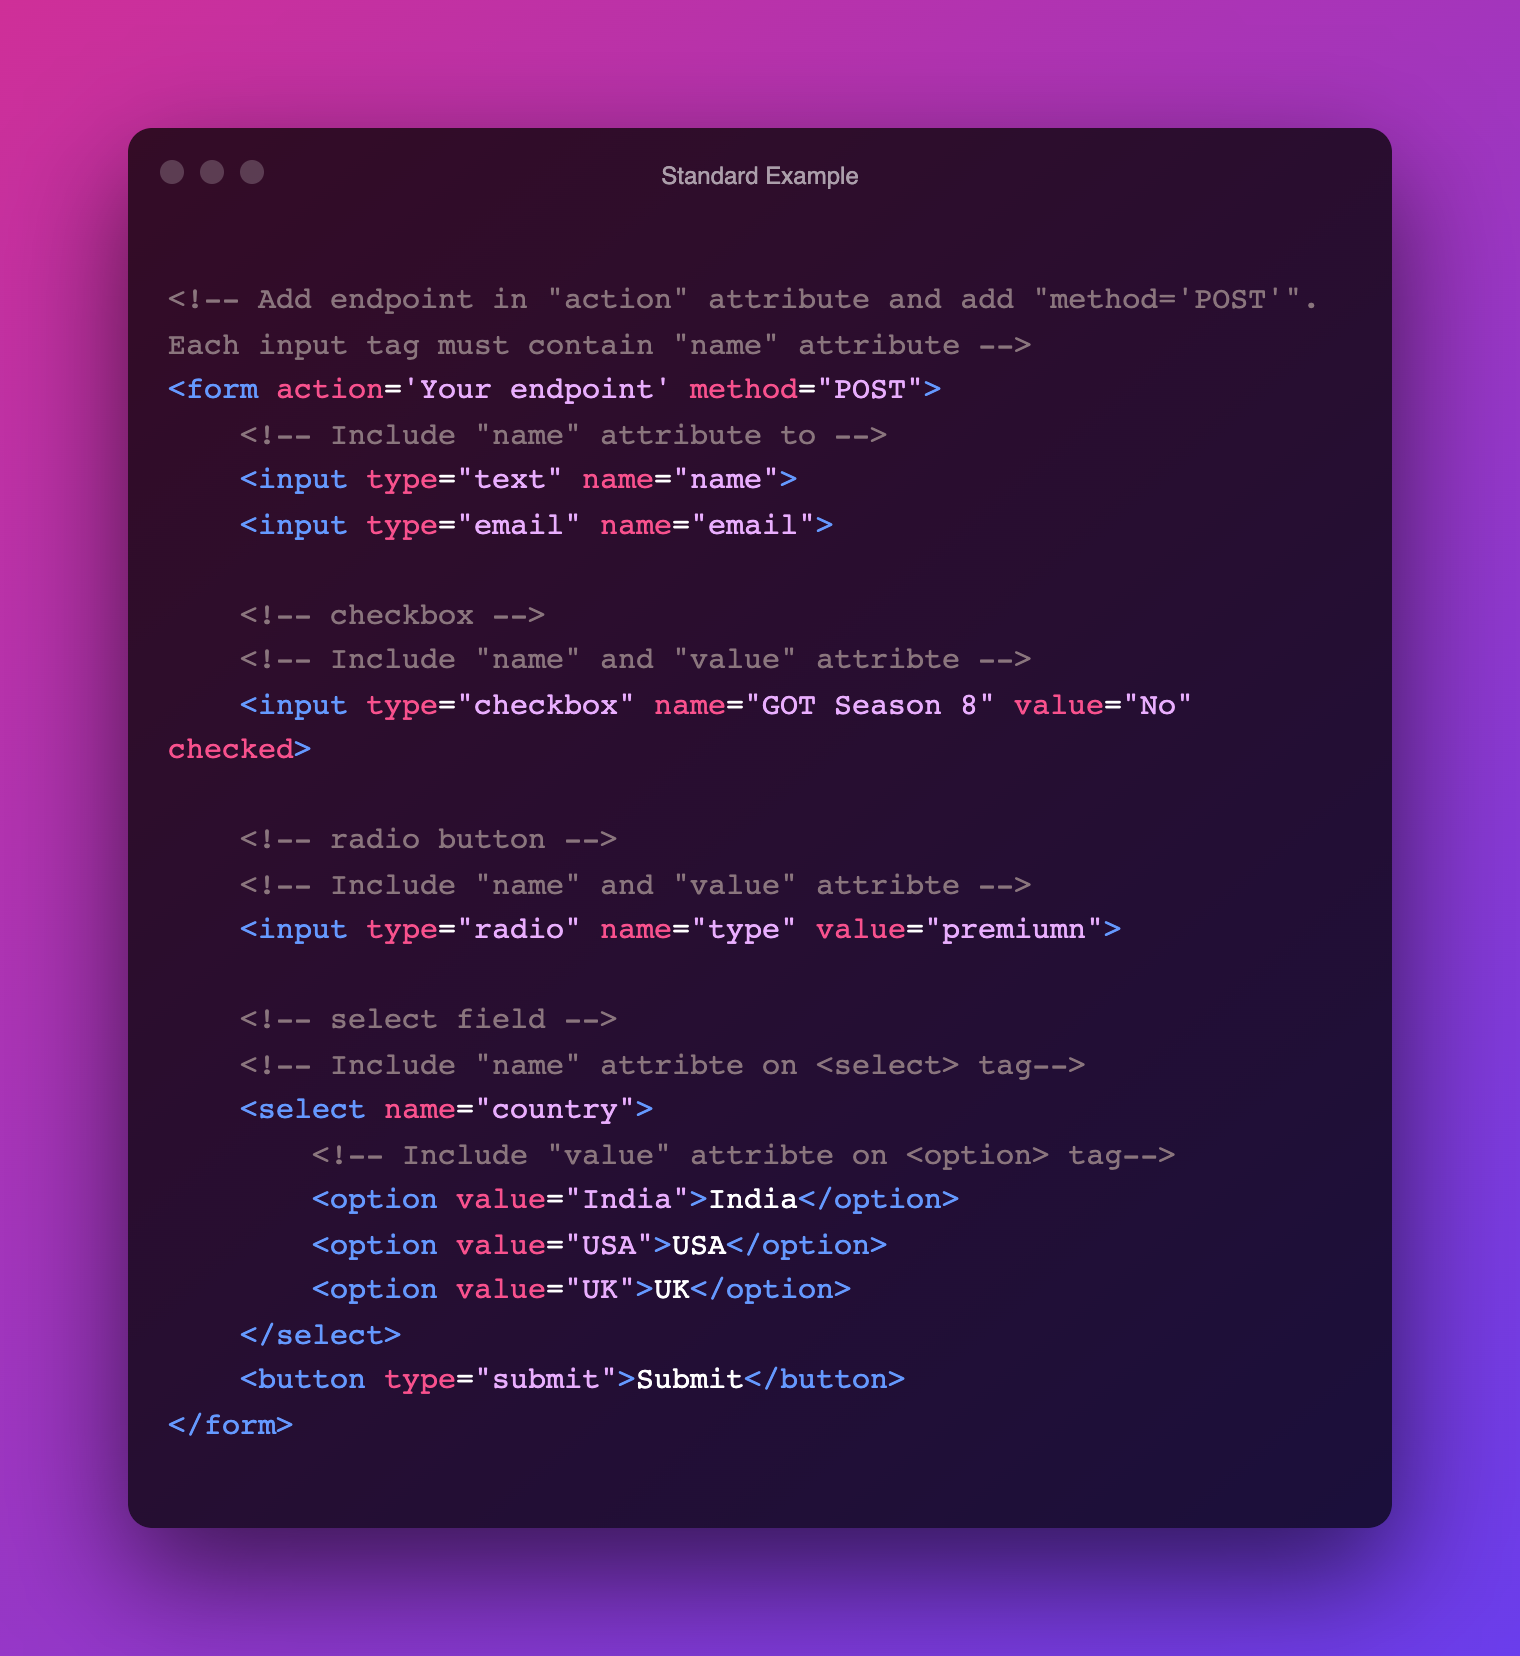 Standard Example
<!-- Add endpoint in "action" attribute and add "method='POST'".
Each input tag must contain "name" attribute -->
<form action='Your endpoint' method="POST">
    <!-- Include "name" attribute to -->
    <input type="text" name="name">
    <input type="email" name="email">

    <!-- checkbox -->
    <!-- Include "name" and "value" attribte -->
    <input type="checkbox" name="GOT Season 8" value="No"
checked>

    <!-- radio button -->
    <!-- Include "name" and "value" attribte -->
    <input type="radio" name="type" value="premiumn">

    <!-- select field -->
    <!-- Include "name" attribte on <select> tag-->
    <select name="country">
        <!-- Include "value" attribte on <option> tag-->
        <option value="India">India</option>
        <option value="USA">USA</option>
        <option value="UK">UK</option>
    </select>
    <button type="submit">Submit</button>
</form>